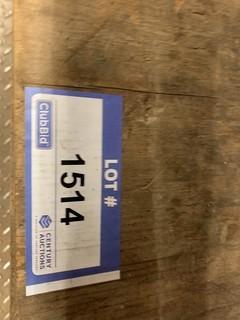 LOT #
1514
ClubBid
CENTURY
AUCTIONS